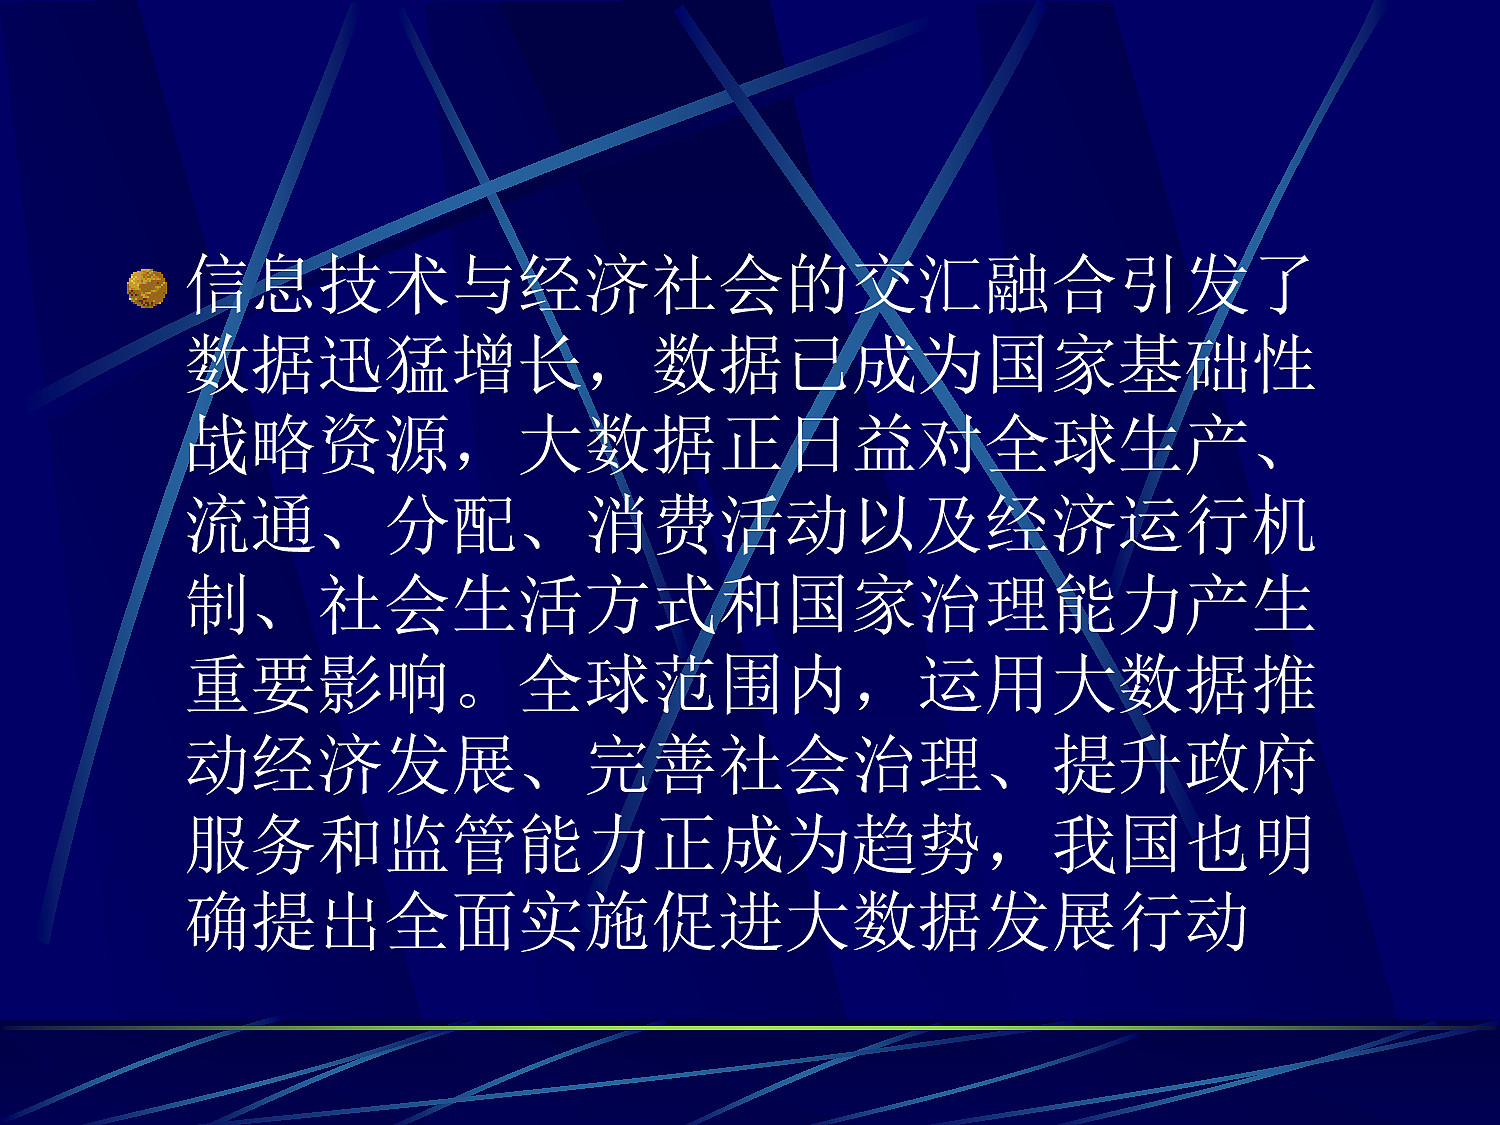 信息技术与经济社会的交汇融合引发了
数据迅猛增长，数据已成为国家基础性
战略资源，大数据正日益对全球生产、
流通、分配、消费活动以及经济运行机
制、社会生活方式和国家治理能力产生
重要影响。全球范围内，运用大数据推
动经济发展、完善社会治理、提升政府
服务和监管能力正成为趋势，我国也明
确提出全面实施促进大数据发展行动